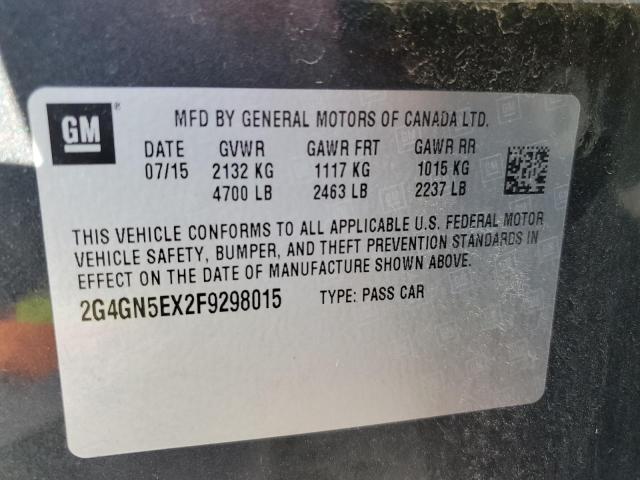 GM ®
MFD BY GENERAL MOTORS OF CANADA LTD.
DATE GVWR GAWR FRT GAWR RR
07/15 2132 KG 1117 KG 1015 KG
4700 LB 2463 LB 2237 LB
THIS VEHICLE CONFORMS TO ALL APPLICABLE U.S. FEDERAL MOTOR
VEHICLE SAFETY, BUMPER, AND THEFT PREVENTION STANDARDS IN
EFFECT ON THE DATE OF MANUFACTURE SHOWN ABOVE.
2G4GN5EX2F9298015 TYPE: PASS CAR